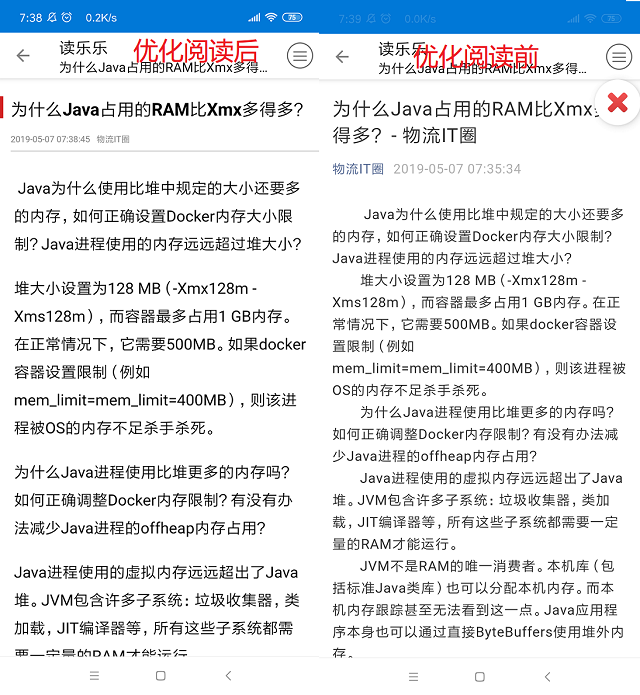 7:38 0.2K/s 75
读乐乐
优化阅读后
为什么Java占用的RAM比Xmx多得...
为什么Java占用的RAM比Xmx多得多?
2019-05-07 07:38:45 物流IT圈
Java为什么使用比堆中规定的大小还要多
的内存，如何正确设置Docker内存大小限
制? Java进程使用的内存远远超过堆大小?
堆大小设置为128 MB（-Xmx128m -
Xms128m），而容器最多占用1 GB内存。
在正常情况下，它需要500MB。如果docker
容器设置限制（例如
mem_limit=mem_limit=400MB），则该进
程被OS的内存不足杀手杀死。
为什么Java进程使用比堆更多的内存吗?
如何正确调整Docker内存限制? 有没有办
法减少Java进程的offheap内存占用?
Java进程使用的虚拟内存远远超出了Java
堆。JVM包含许多子系统：垃圾收集器，类
加载，JIT编译器等，所有这些子系统都需
要一定量的RAM才能运行
7:39 0.0K/s 75
读乐乐
优化阅读前
为什么Java占用的RAM比Xmx多得...
为什么Java占用的RAM比Xmx多
得多? - 物流IT圈
物流IT圈 2019-05-07 07:35:34
Java为什么使用比堆中规定的大小还要多
的内存，如何正确设置Docker内存大小限制?
Java进程使用的内存远远超过堆大小?
堆大小设置为128 MB（-Xmx128m -
Xms128m），而容器最多占用1 GB内存。在正
常情况下，它需要500MB。如果docker容器设
置限制（例如
mem_limit=mem_limit=400MB），则该进程被
OS的内存不足杀手杀死。
为什么Java进程使用比堆更多的内存吗?
如何正确调整Docker内存限制? 有没有办法减
少Java进程的offheap内存占用?
Java进程使用的虚拟内存远远超出了Java
堆。JVM包含许多子系统：垃圾收集器，类加
载，JIT编译器等，所有这些子系统都需要一定
量的RAM才能运行。
JVM不是RAM的唯一消费者。本机库（包
括标准Java类库）也可以分配本机内存。而本
机内存跟踪甚至无法看到这一点。Java应用程
序本身也可以通过直接ByteBuffers使用堆外内
存。